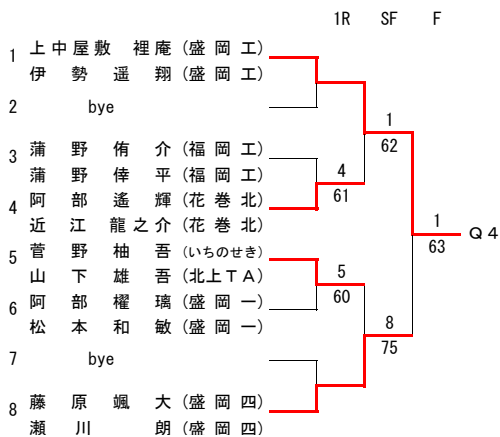 1R SF F
1 上中屋敷 裡庵 (盛岡工)
伊勢遥翔 (盛岡工)
2 bye
1
62
3 蒲野侑介 (福岡工)
蒲野倖平 (福岡工)
4
61
4 阿部遙輝 (花巻北)
近江龍之介 (花巻北)
1
63
Q4
5 菅野柚吾 (いちのせき)
山下雄吾 (北上TA)
5
60
6 阿部櫂璃 (盛岡一)
松本和敏 (盛岡一)
8
75
7 bye
8 藤原颯大 (盛岡四)
瀬川朗 (盛岡四)